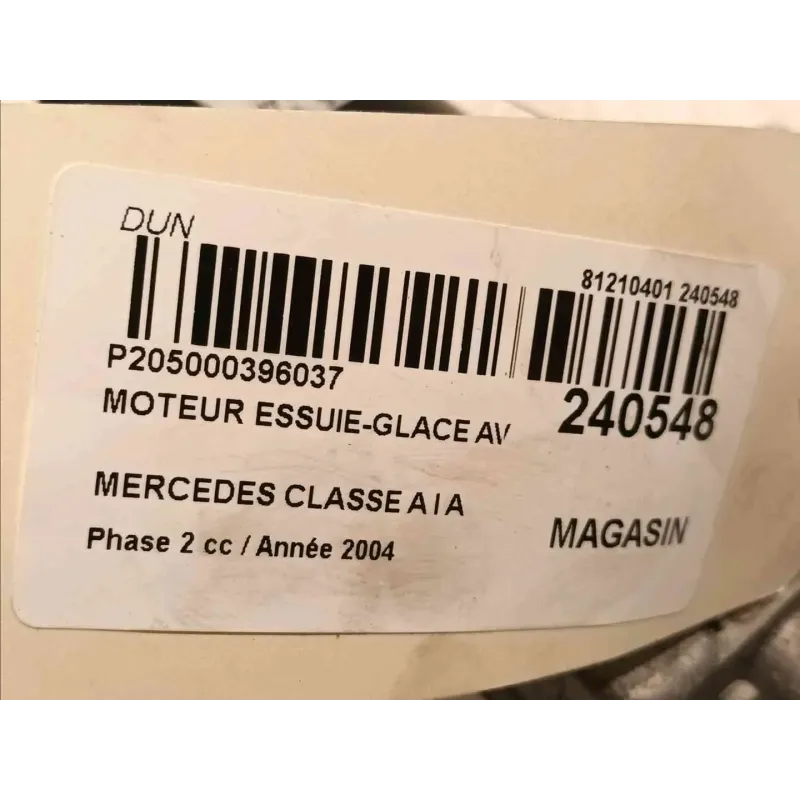 DUN
81210401 240548
P205000396037
240548
MOTEUR ESSUIE-GLACE AV
MERCEDES CLASSE A I A
MAGASIN
Phase 2 cc / Année 2004